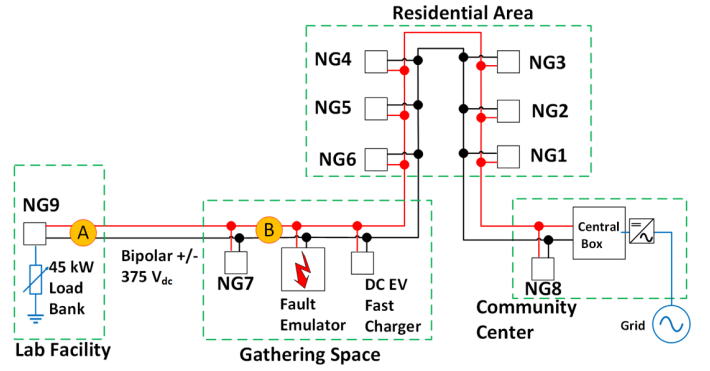 Residential Area
NG4
NG3
NG5
NG2
NG6
NG1
NG9
A
B
Central
Box
Bipolar +/-
375 Vdc
45 kW
Load
Bank
NG7
Fault
Emulator
DC EV
Fast
Charger
NG8
Community
Center
Grid
Lab Facility
Gathering Space